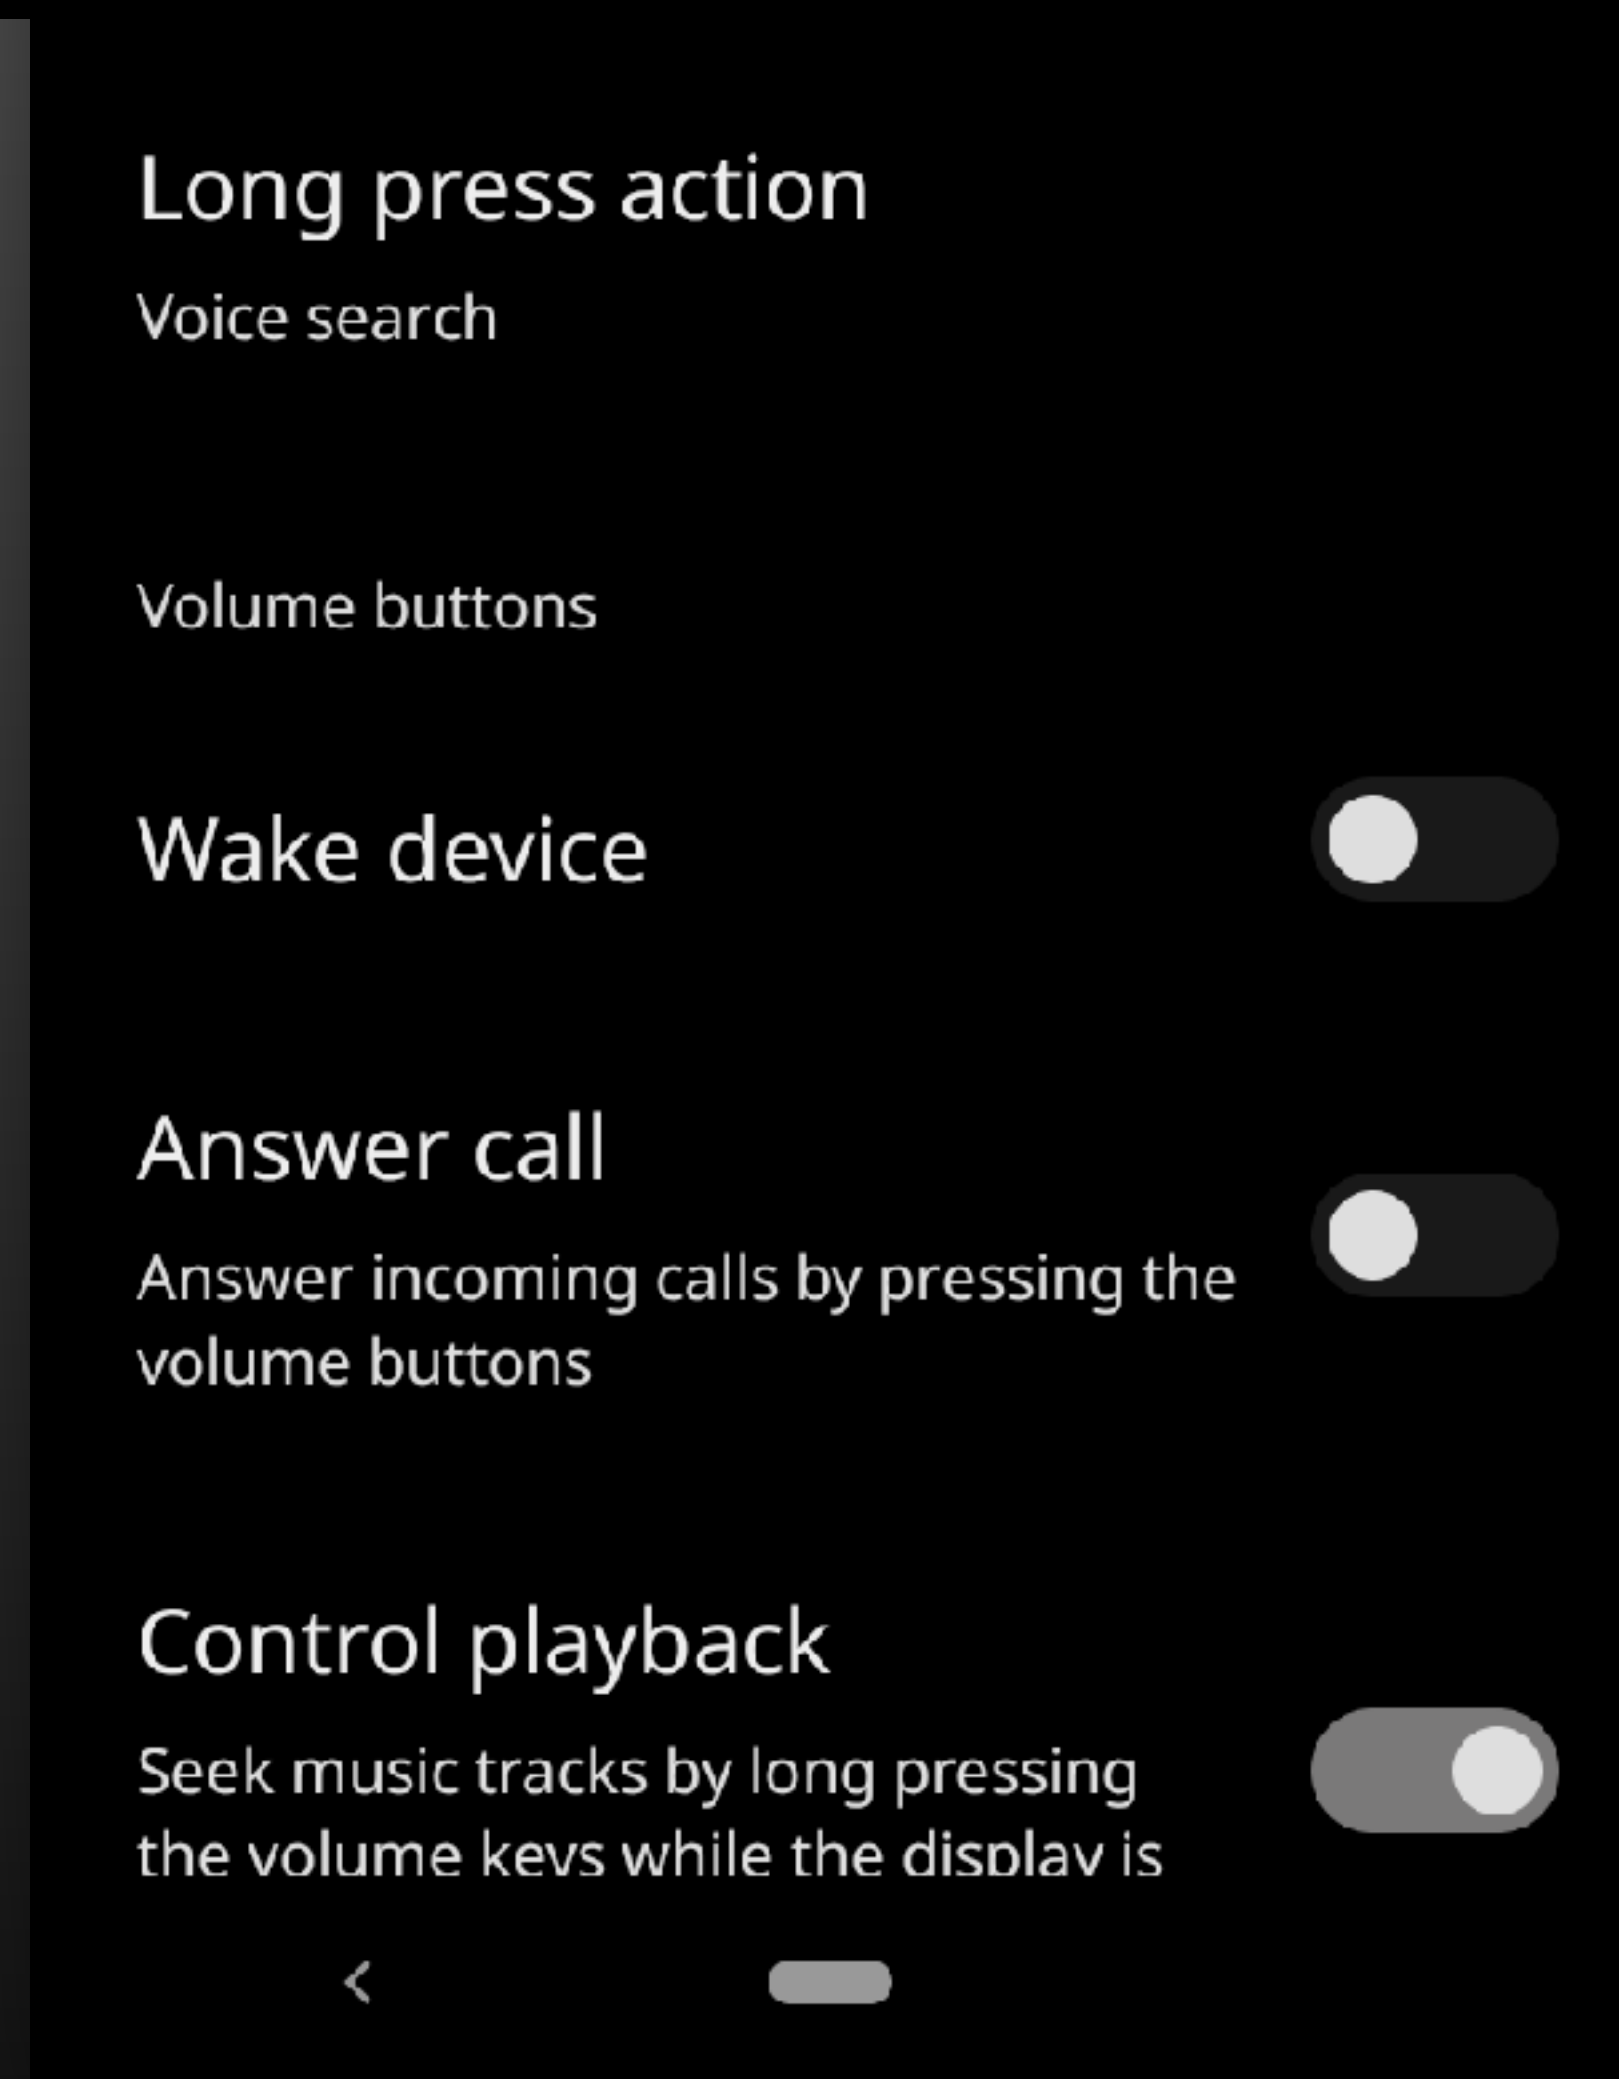 Long press action
Voice search
Volume buttons
Wake device
Answer call
Answer incoming calls by pressing the
volume buttons
Control playback
Seek music tracks by long pressing
the volume keys while the display is